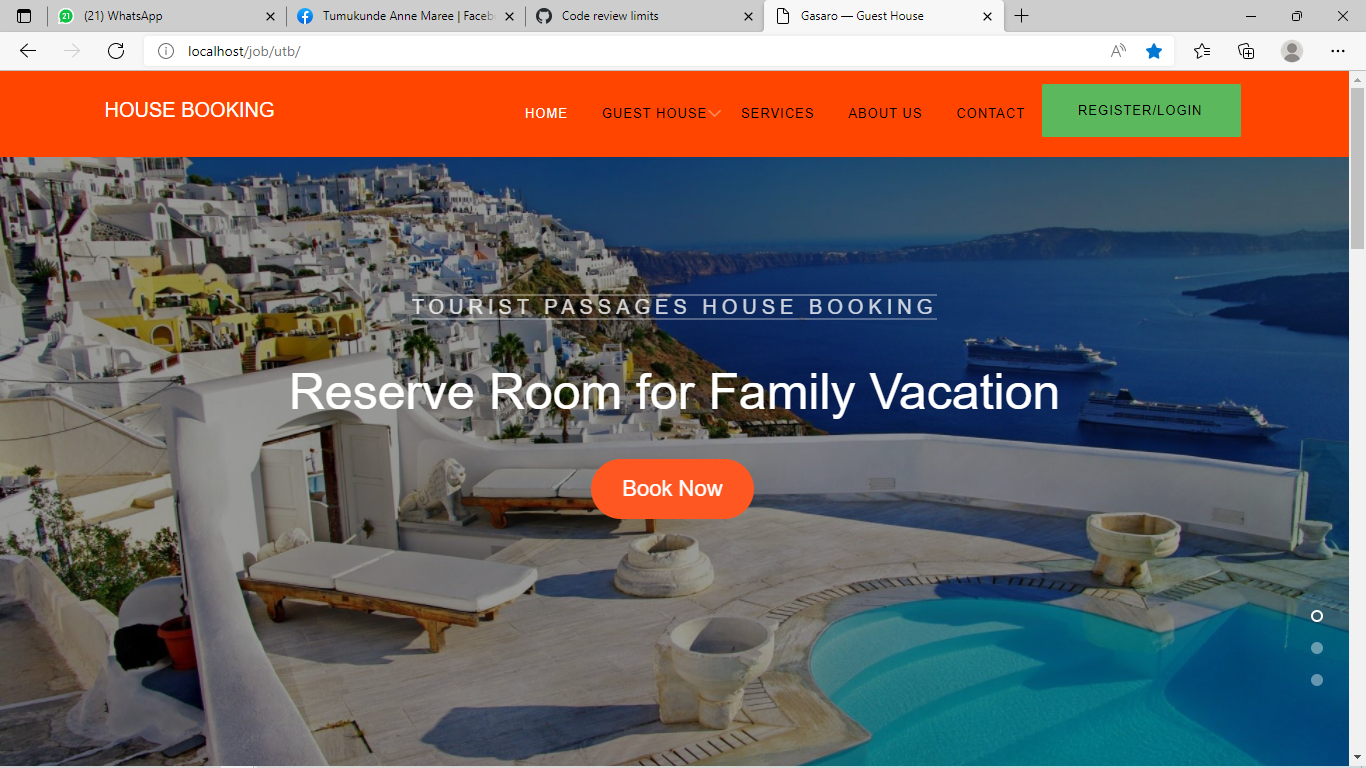 (21) WhatsApp
Tumukunde Anne Maree | Faceb
Code review limits
Gasaro — Guest House
localhost/job/utb/
HOUSE BOOKING
HOME
GUEST HOUSE
SERVICES
ABOUT US
CONTACT
REGISTER/LOGIN
TOURIST PASSAGES HOUSE BOOKING
Reserve Room for Family Vacation
Book Now